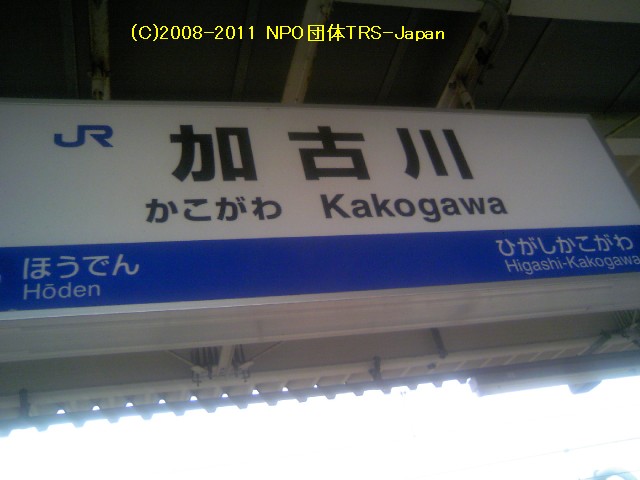 (C)2008-2011 NPO団体TRS-Japan
JR 加古川
かこがわ Kakogawa
ほうでん
Hōden
ひがしかこがわ
Higashi-Kakogawa